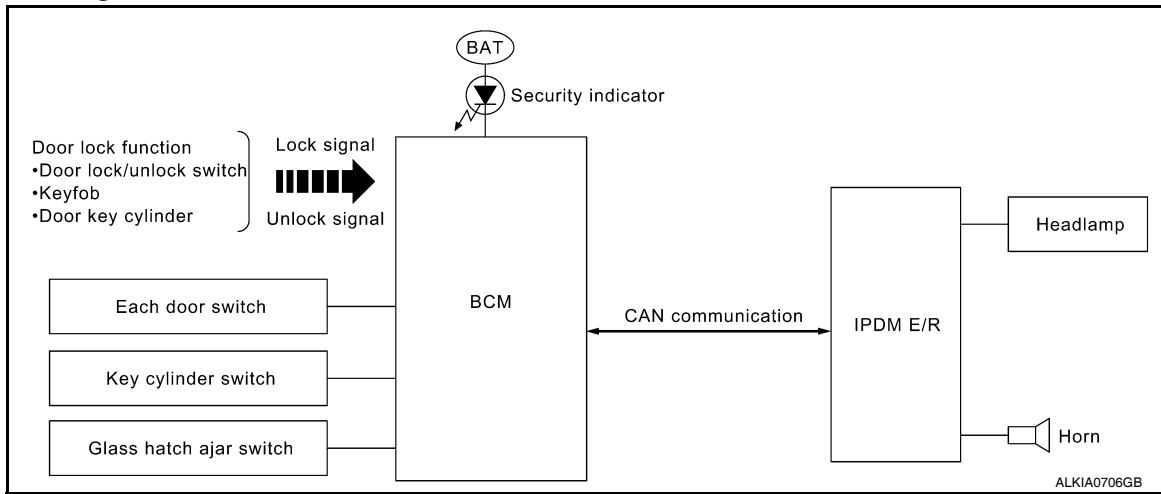 BAT
Security indicator
Door lock function
•Door lock/unlock switch
•Keyfob
•Door key cylinder
Lock signal
Unlock signal
Each door switch
Key cylinder switch
Glass hatch ajar switch
BCM
CAN communication
IPDM E/R
Headlamp
Horn
ALKIA0706GB